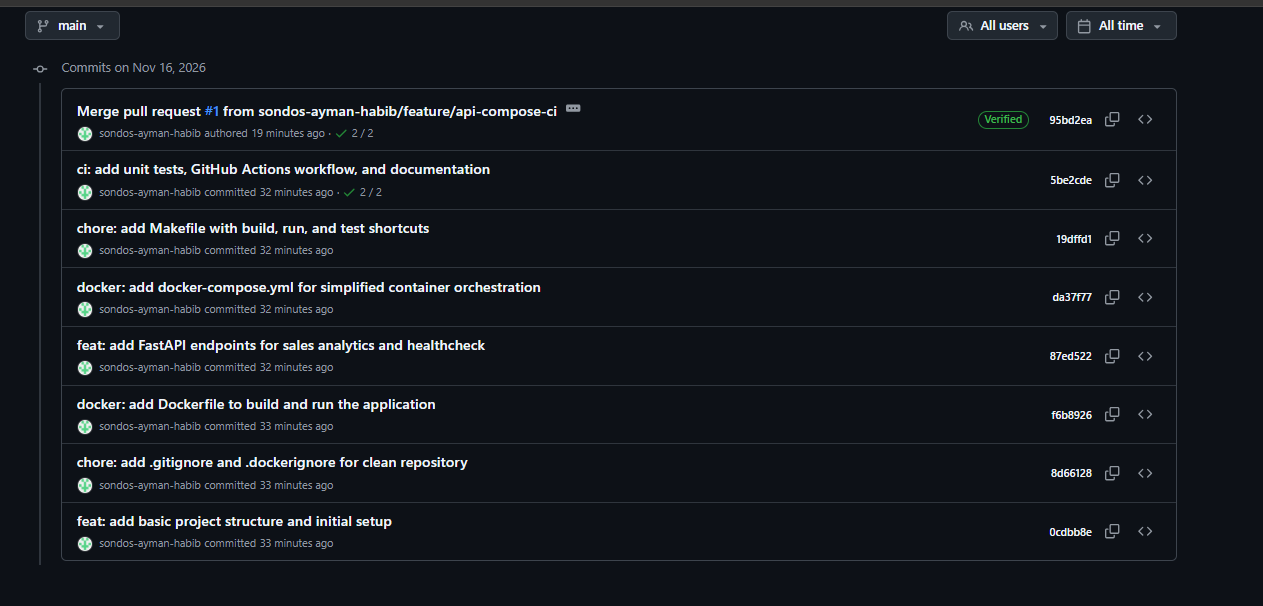 main
All users
All time
Commits on Nov 16, 2026
Merge pull request #1 from sondos-ayman-habib/feature/api-compose-ci
Verified
95bd2ea
sondos-ayman-habib authored 19 minutes ago · 2 / 2
ci: add unit tests, GitHub Actions workflow, and documentation
5be2cde
sondos-ayman-habib committed 32 minutes ago · 2 / 2
chore: add Makefile with build, run, and test shortcuts
19dffd1
sondos-ayman-habib committed 32 minutes ago
docker: add docker-compose.yml for simplified container orchestration
da37f77
sondos-ayman-habib committed 32 minutes ago
feat: add FastAPI endpoints for sales analytics and healthcheck
87ed522
sondos-ayman-habib committed 32 minutes ago
docker: add Dockerfile to build and run the application
f6b8926
sondos-ayman-habib committed 33 minutes ago
chore: add .gitignore and .dockerignore for clean repository
8d66128
sondos-ayman-habib committed 33 minutes ago
feat: add basic project structure and initial setup
0cdbb8e
sondos-ayman-habib committed 33 minutes ago